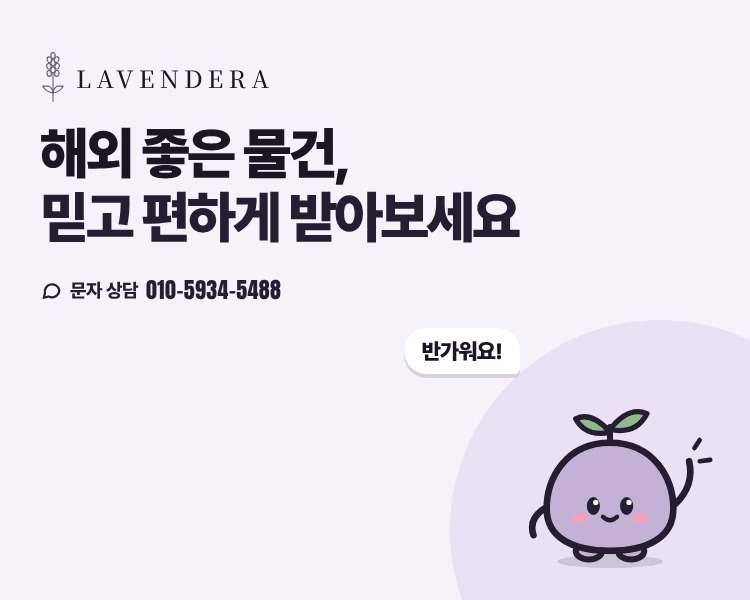 LAVENDERA
해외 좋은 물건,
믿고 편하게 받아보세요
문자 상담 010-5934-5488
반가워요!